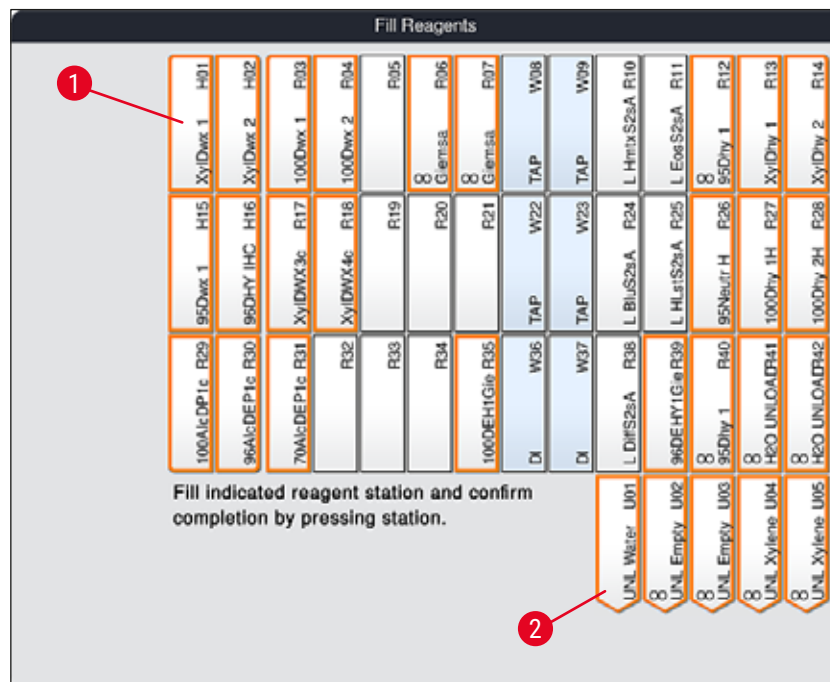 Fill Reagents
1
XylDwx 1 H01
XylDwx 2 H02
100Dwx 1 R03
100Dwx 2 R04
R05
∞ Giemsa R06
∞ Giemsa R07
TAP W08
TAP W09
L HmtxS2sA R10
L EosS2sA R11
∞ 95Dhy 1 R12
XylDhy 1 R13
XylDhy 2 R14
95Dwx 1 H15
96DHY IHC H16
XylDWX3c R17
XylDWX4c R18
R19
R20
R21
TAP W22
TAP W23
L BluS2sA R24
L HLstS2sA R25
95Neutr H R26
100Dhy 1H R27
100Dhy 2H R28
100AlcDP1c R29
96AlcDEP1c R30
70AlcDEP1c R31
R32
R33
R34
100DEH1Gie R35
DI W36
DI W37
L DiffS2sA R38
96DEHY1Gie R39
∞ 95Dhy 1 R40
∞ H2O UNLOADR41
∞ H2O UNLOADR42
Fill indicated reagent station and confirm
completion by pressing station.
UNL Water U01
∞ UNL Empty U02
∞ UNL Empty U03
∞ UNL Xylene U04
∞ UNL Xylene U05
2